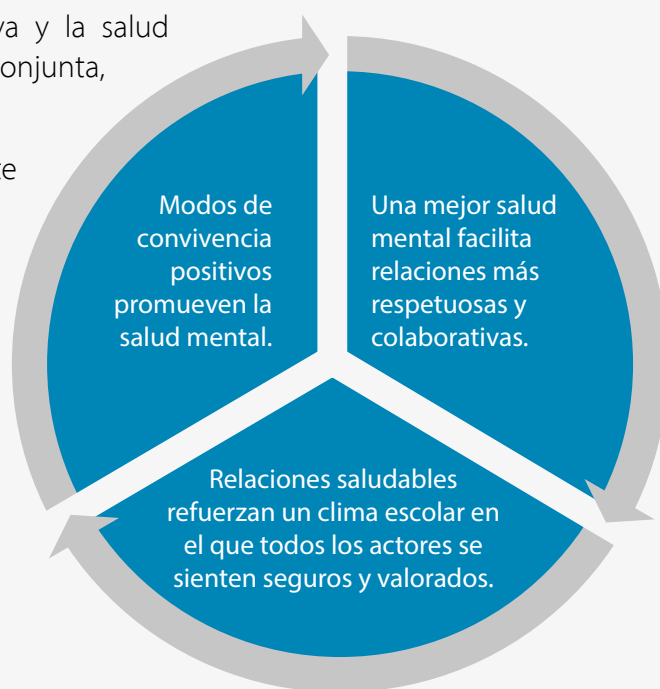 y la salud
onjunta,
Modos de
convivencia
positivos
promueven la
salud mental.
Una mejor salud
mental facilita
relaciones más
respetuosas y
colaborativas.
Relaciones saludables
refuerzan un clima escolar en
el que todos los actores se
sienten seguros y valorados.